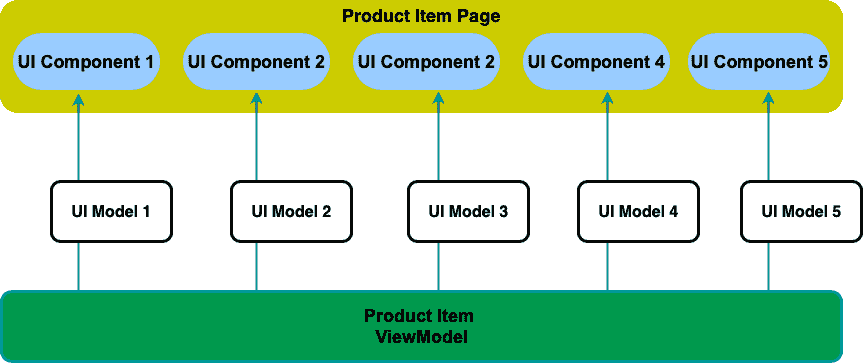 Product Item Page
UI Component 1
UI Component 2
UI Component 2
UI Component 4
UI Component 5
UI Model 1
UI Model 2
UI Model 3
UI Model 4
UI Model 5
Product Item
ViewModel